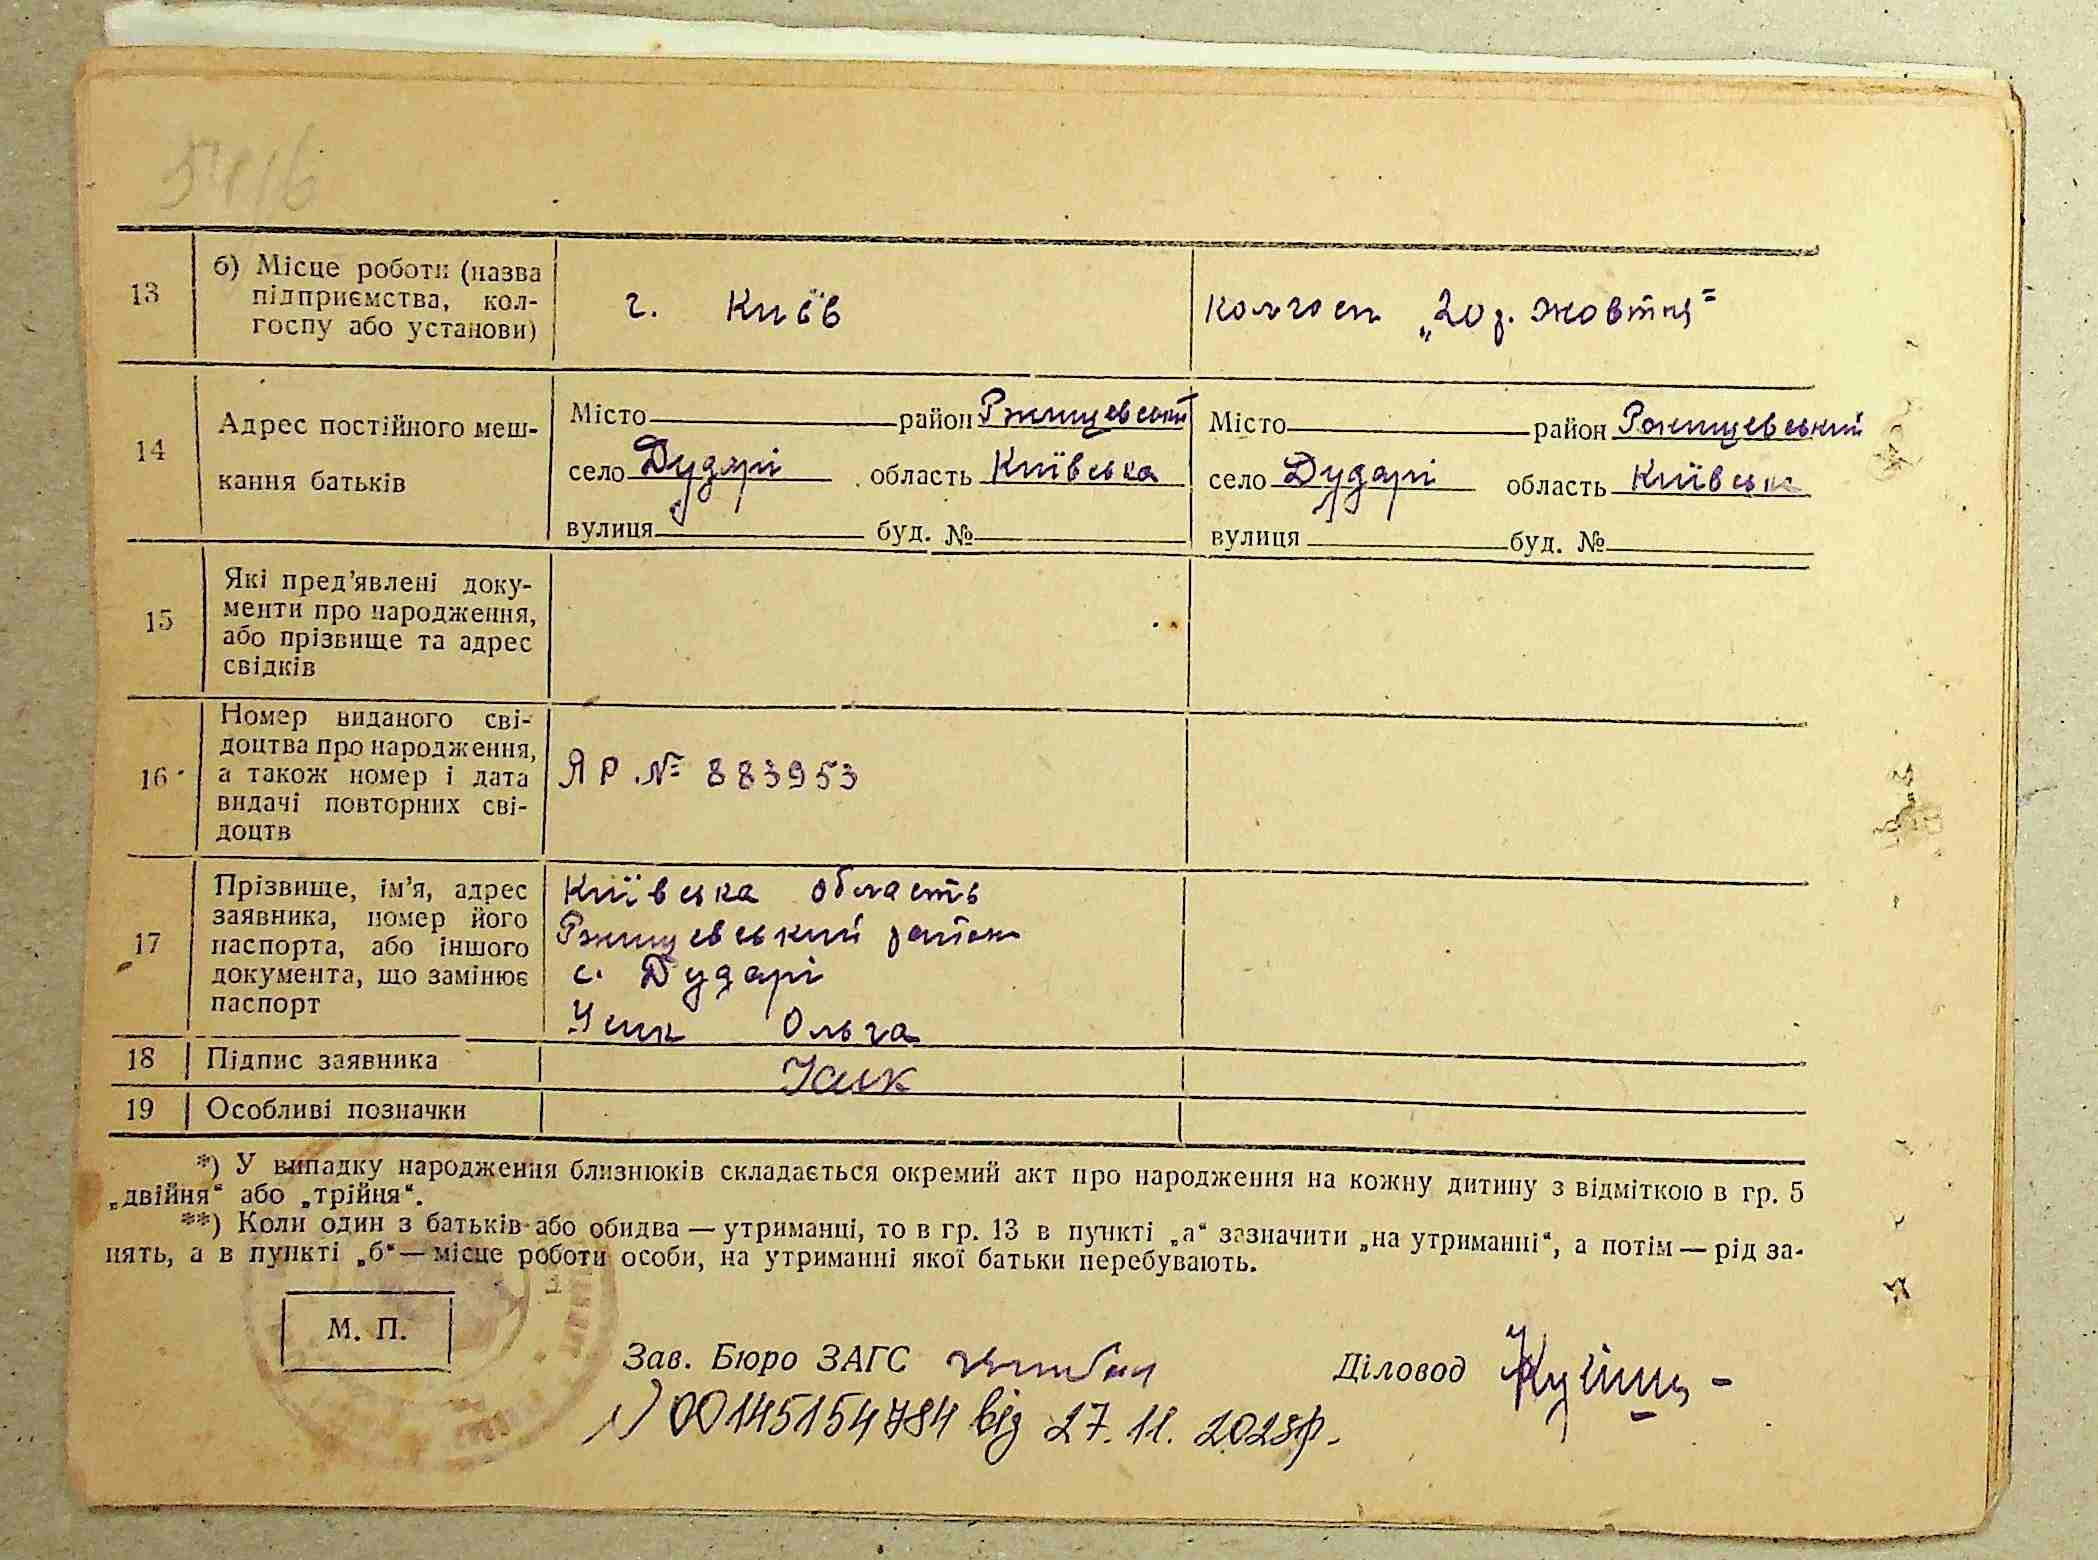 5416
13
б) Місце роботи (назва
підприємства, кол-
госпу або установи)
г. Київ
колгосп „20 р. жовтня"
14
Адрес постійного меш-
кання батьків
Місто район Ржищевський
село Дударі область Київська
вулиця буд. №
Місто район Ржищевський
село Дударі область Київська
вулиця буд. №
15
Які пред'явлені доку-
менти про народження,
або прізвище та адрес
свідків
16
Номер виданого сві-
доцтва про народження,
а також номер і дата
видачі повторних сві-
доцтв
ЯР № 883953
17
Прізвище, ім'я, адрес
заявника, номер його
паспорта, або іншого
документа, що замінює
паспорт
Київська область
Ржищевський район
с. Дударі
Усик Ольга
18 Підпис заявника
Усик
19 Особливі позначки
*) У випадку народження близнюків складається окремий акт про народження на кожну дитину з відміткою в гр. 5
„двійня" або „трійня".
**) Коли один з батьків або обидва — утриманці, то в гр. 13 в пункті „а" зазначити „на утриманні", а потім — рід за-
нять, а в пункті „б" — місце роботи особи, на утриманні якої батьки перебувають.
М. П.
Зав. Бюро ЗАГС
Діловод
№ 00145154784 від 27.11.2023р.